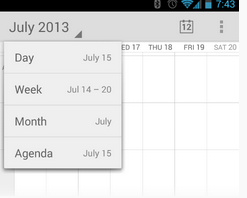 7:43
July 2013
12
ED 17 THU 18 FRI 19 SAT 20
Day July 15
Week Jul 14 – 20
Month July
Agenda July 15